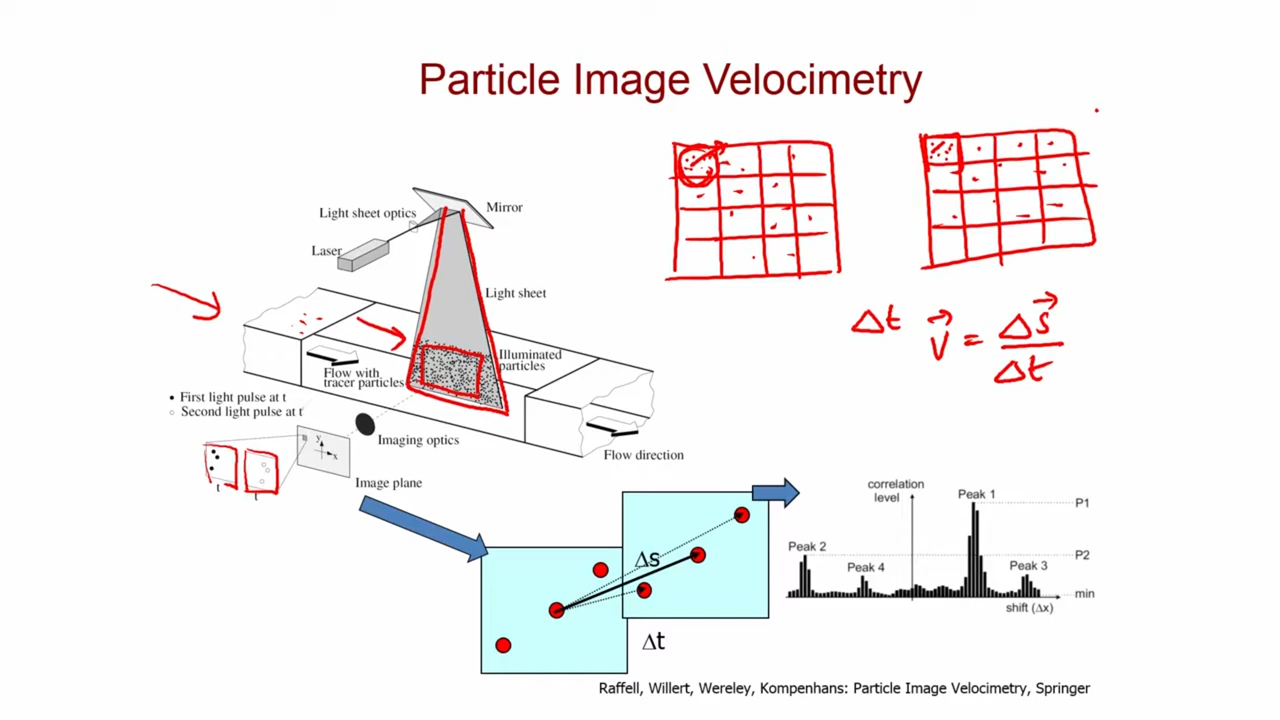 Particle Image Velocimetry
Light sheet optics
Mirror
Laser
Light sheet
Illuminated
particles
Flow with
tracer particles
• First light pulse at t
○ Second light pulse at t'
Imaging optics
Flow direction
y
x
t
t'
Image plane
Δt
v = Δs / Δt
Δs
Δt
correlation
level
Peak 1
P1
Peak 2
P2
Peak 4
Peak 3
min
shift (Δx)
Raffell, Willert, Wereley, Kompenhans: Particle Image Velocimetry, Springer